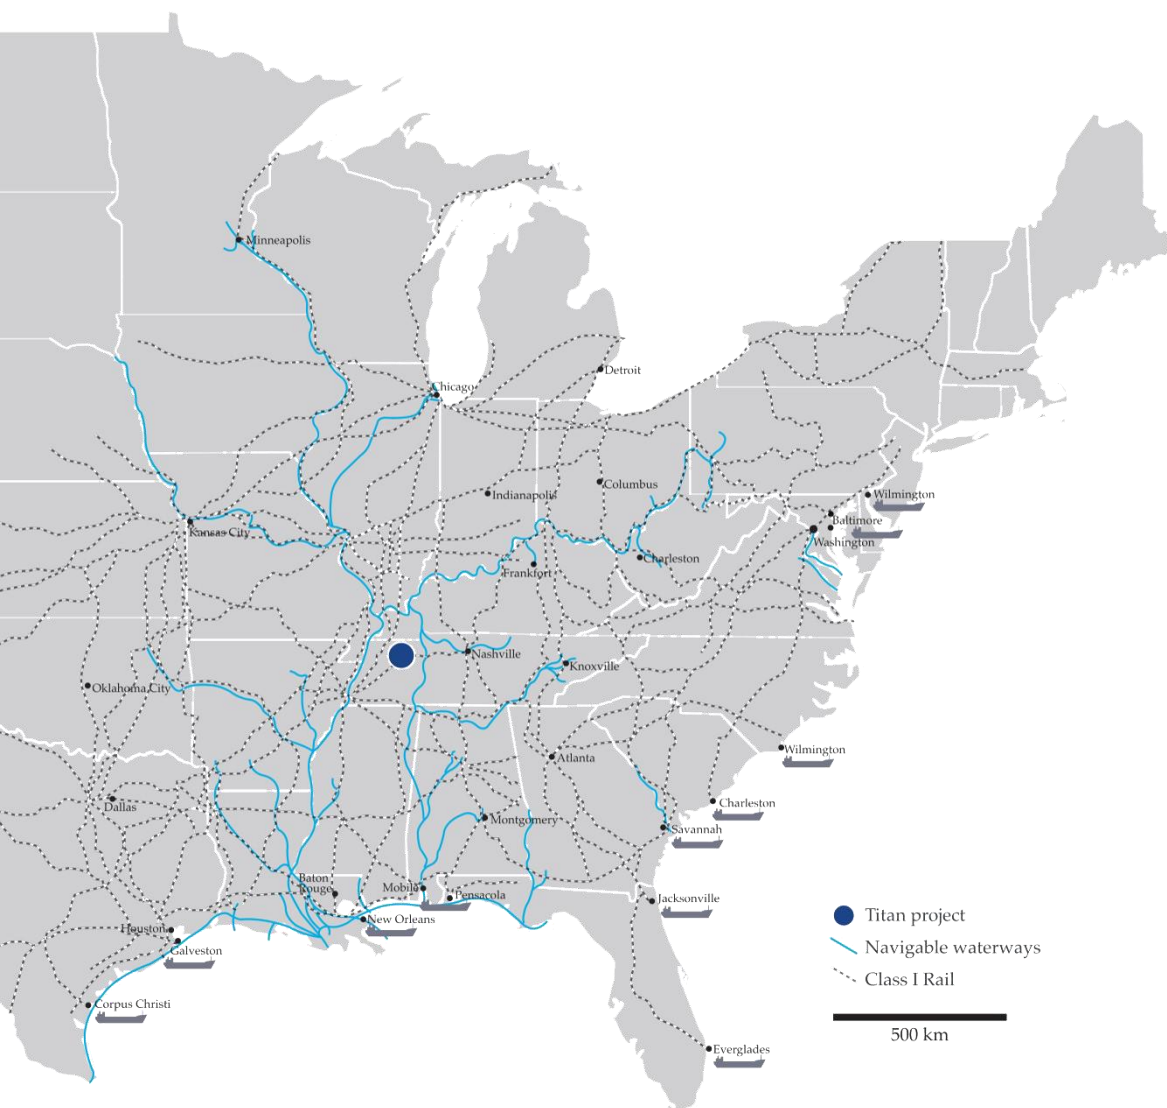 Minneapolis
Detroit
Chicago
Columbus
Indianapolis
Wilmington
Baltimore
Kansas City
Washington
Charleston
Frankfort
Nashville
Knoxville
Oklahoma City
Wilmington
Atlanta
Dallas
Charleston
Montgomery
Savannah
Baton
Rouge
Mobile
Pensacola
Jacksonville
New Orleans
Houston
Galveston
Corpus Christi
Everglades
Titan project
Navigable waterways
Class I Rail
500 km